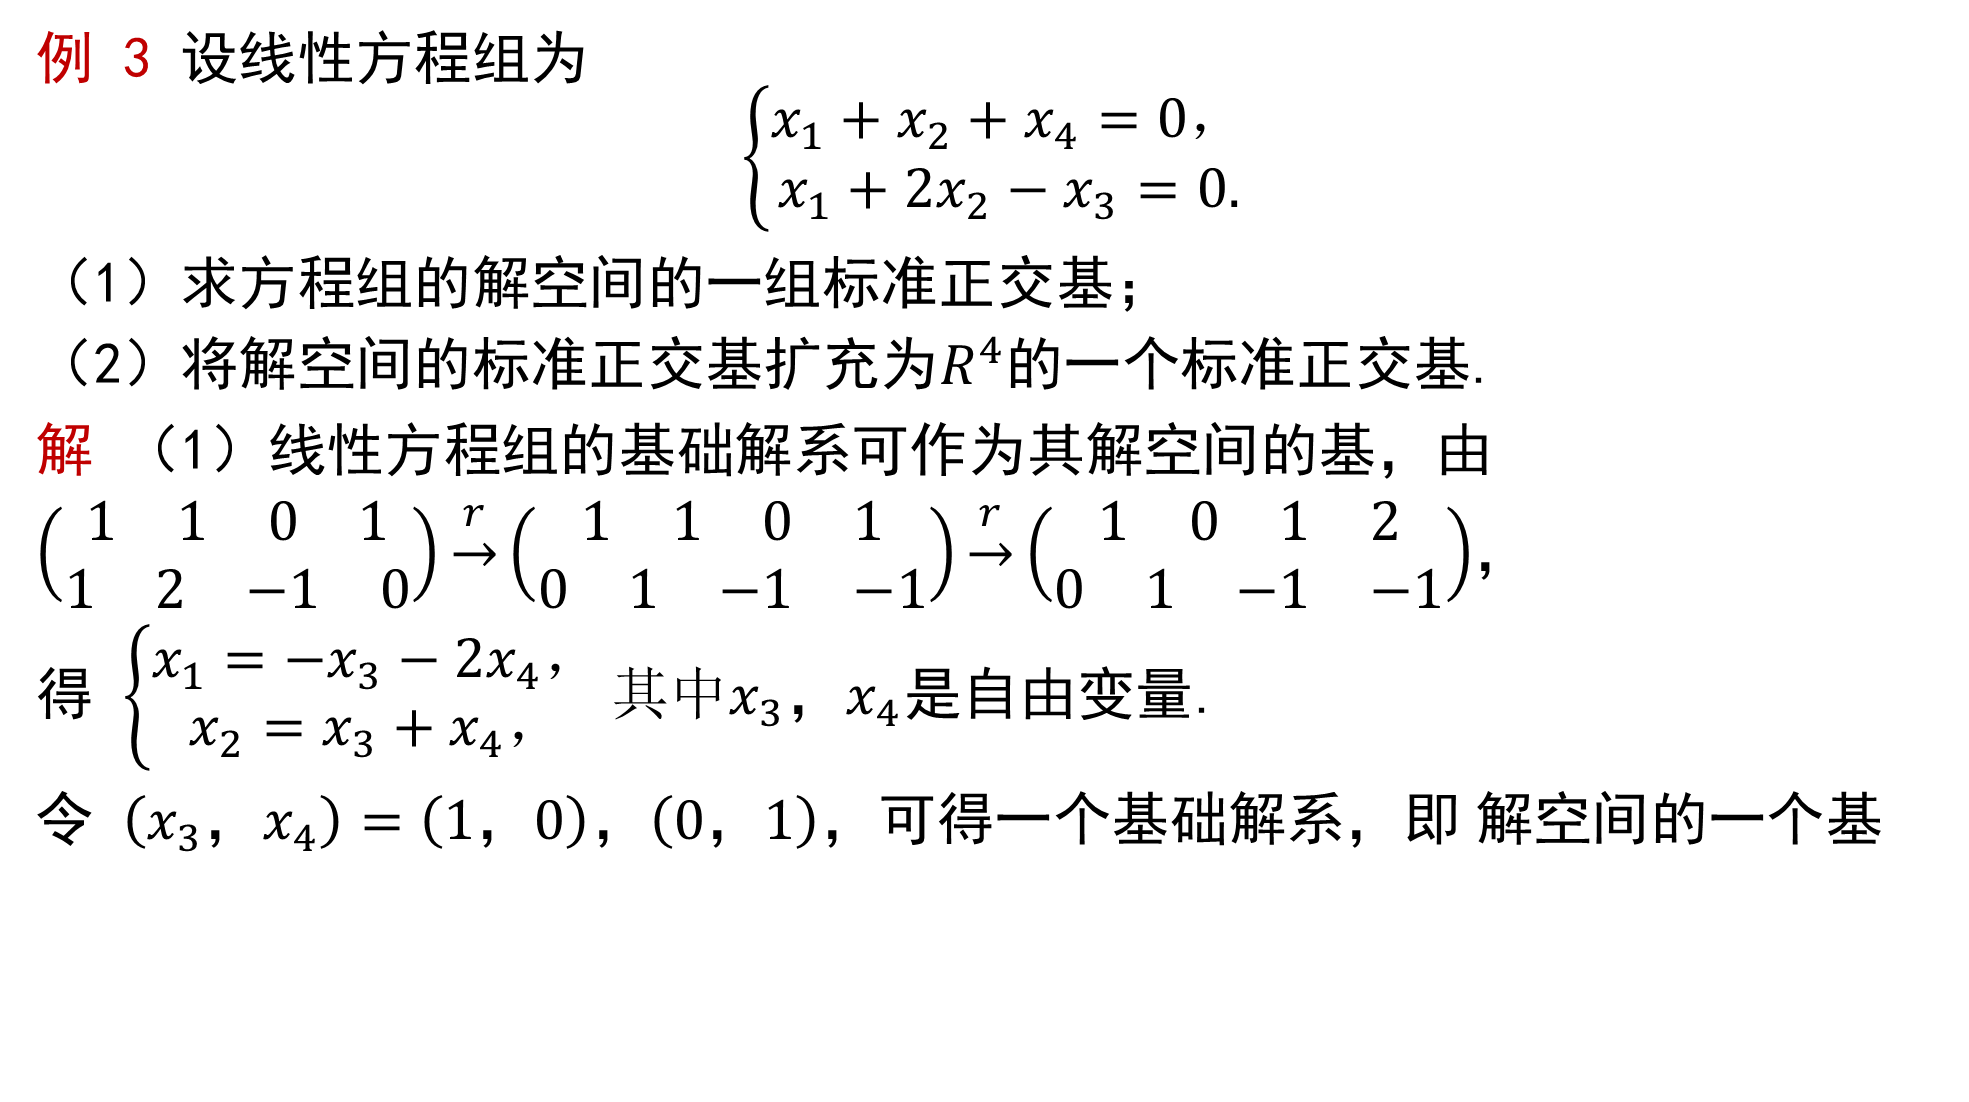 例 3 设线性方程组为
{x₁ + x₂ + x₄ = 0，
x₁ + 2x₂ − x₃ = 0.
（1）求方程组的解空间的一组标准正交基；
（2）将解空间的标准正交基扩充为R⁴的一个标准正交基.
解 （1）线性方程组的基础解系可作为其解空间的基，由
(1 1 0 1) r→ (1 1 0 1) r→ (1 0 1 2)
(1 2 −1 0) (0 1 −1 −1) (0 1 −1 −1)，
得 {x₁ = −x₃ − 2x₄，
x₂ = x₃ + x₄， 其中x₃，x₄是自由变量.
令 (x₃，x₄) = (1，0)，(0，1)，可得一个基础解系，即 解空间的一个基